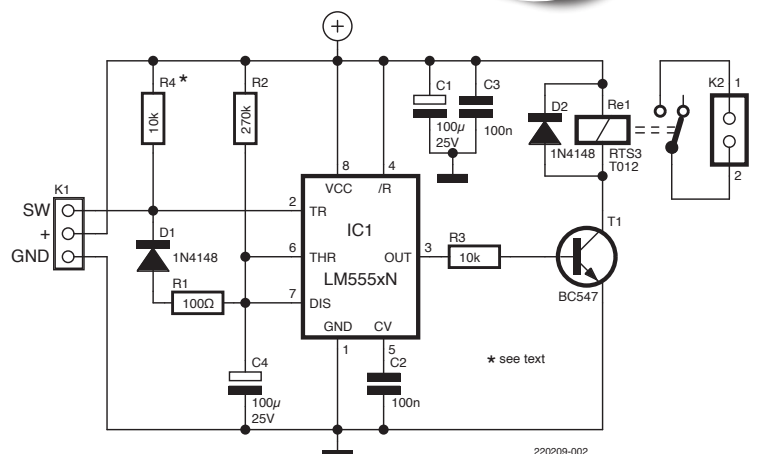 R4 *
10k
R2
270k
C1
100µ
25V
C3
100n
D2
1N4148
Re1
RTS3
T012
K2
1
2
8
4
VCC
/R
K1
SW
+
GND
2
TR
IC1
T1
D1
1N4148
6
THR
OUT
3
R3
10k
LM555xN
R1
100Ω
7
DIS
BC547
GND
CV
1
5
* see text
C4
100µ
25V
C2
100n
220209-002